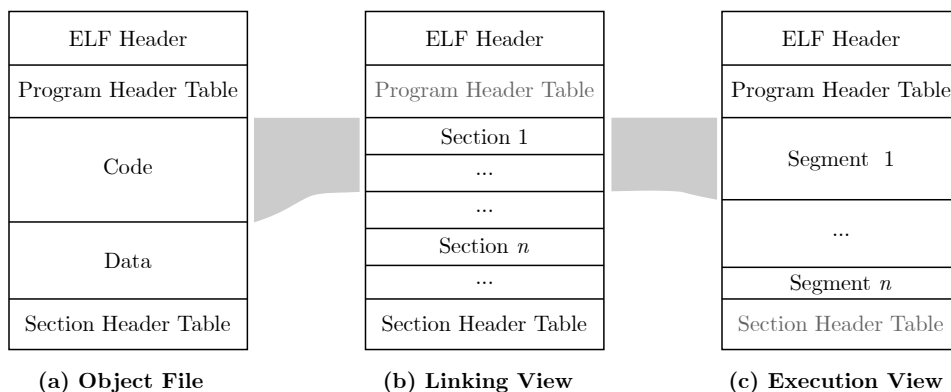 ELF Header
Program Header Table
Code
Data
Section Header Table
(a) Object File
ELF Header
Program Header Table
Section 1
...
...
Section n
...
Section Header Table
(b) Linking View
ELF Header
Program Header Table
Segment 1
...
Segment n
Section Header Table
(c) Execution View